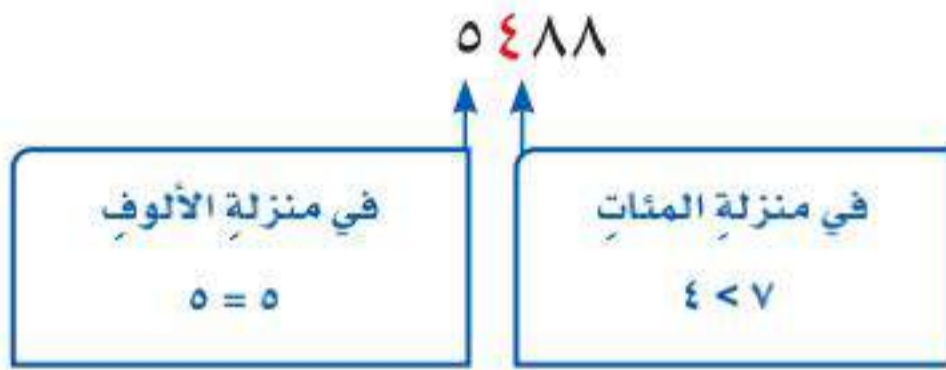 ٥٤٨٨
في منزلةِ المئاتِ
٤ < ٧
في منزلةِ الألوفِ
٥ = ٥